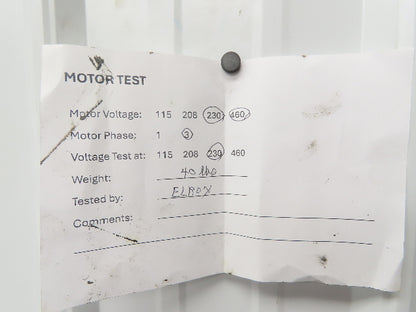 MOTOR TEST
Motor Voltage: 115 208 230 460
Motor Phase: 1 3
Voltage Test at: 115 208 230 460
Weight: 40 lbs
Tested by: ELROX
Comments: